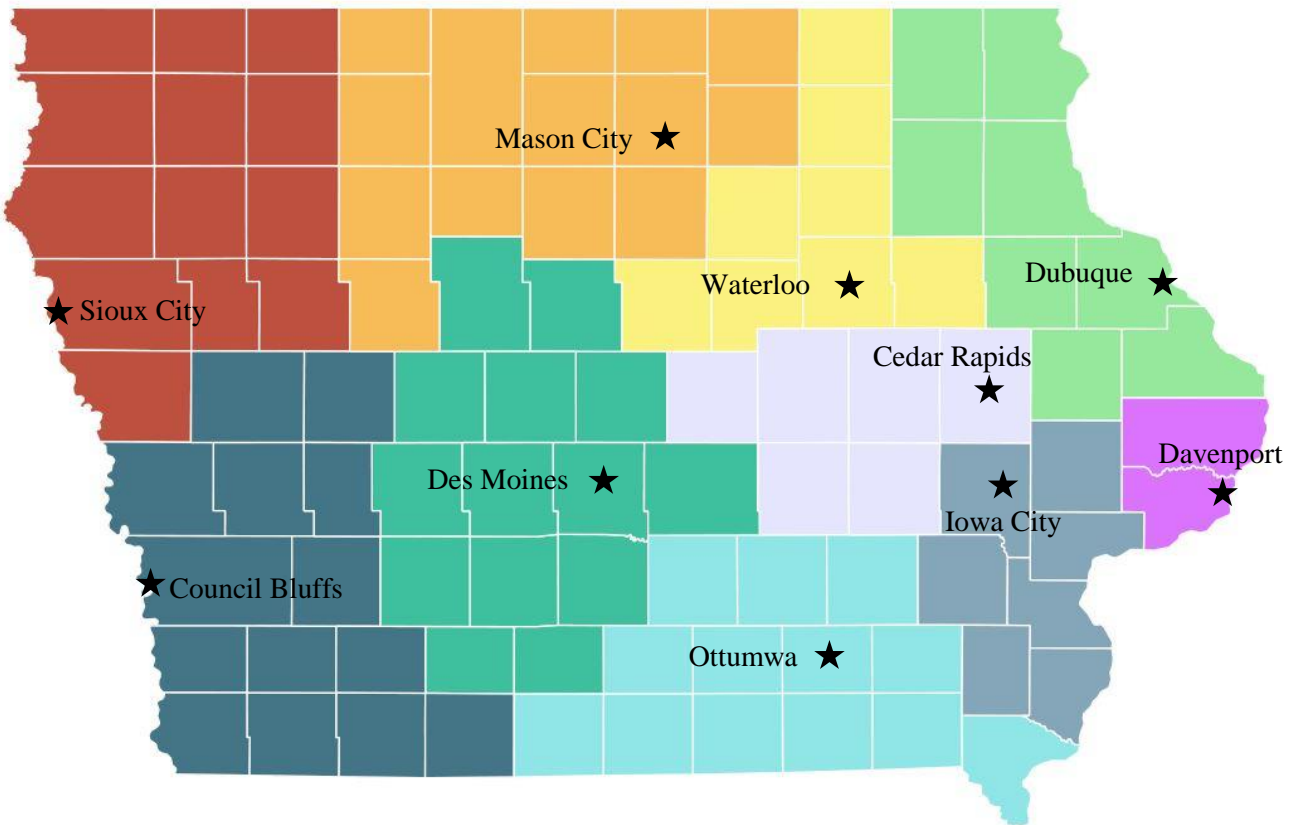 Mason City
Dubuque
Waterloo
Sioux City
Cedar Rapids
Davenport
Des Moines
Iowa City
Council Bluffs
Ottumwa